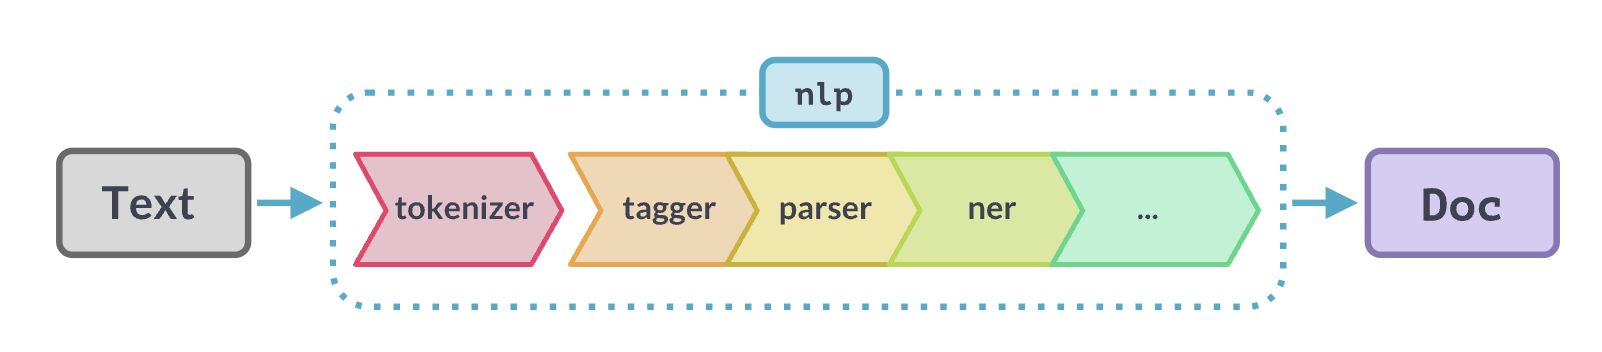 nlp
Text
tokenizer
tagger
parser
ner
...
Doc